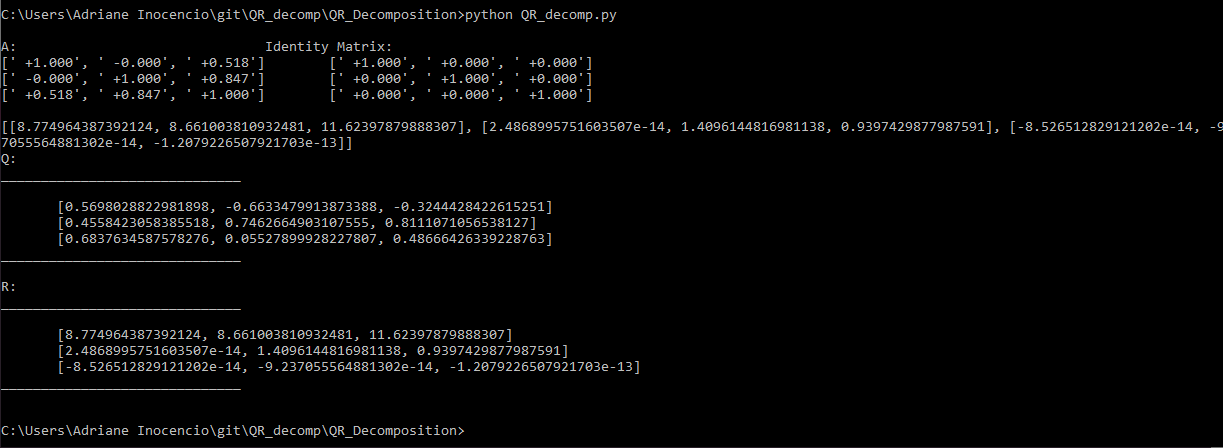 C:\Users\Adriane Inocencio\git\QR_decomp\QR_Decomposition>python QR_decomp.py
A:                               Identity Matrix:
[' +1.000', ' -0.000', ' +0.518']        [' +1.000', ' +0.000', ' +0.000']
[' -0.000', ' +1.000', ' +0.847']        [' +0.000', ' +1.000', ' +0.000']
[' +0.518', ' +0.847', ' +1.000']        [' +0.000', ' +0.000', ' +1.000']
[[8.774964387392124, 8.661003810932481, 11.62397879888307], [2.4868995751603507e-14, 1.4096144816981138, 0.9397429877987591], [-8.526512829121202e-14, -9.23
7055564881302e-14, -1.2079226507921703e-13]]
Q:
______________________________
[0.5698028822981898, -0.6633479913873388, -0.3244428422615251]
[0.4558423058385518, 0.7462664903107555, 0.8111071056538127]
[0.6837634587578276, 0.05527899928227807, 0.48666426339228763]
______________________________
R:
______________________________
[8.774964387392124, 8.661003810932481, 11.62397879888307]
[2.4868995751603507e-14, 1.4096144816981138, 0.9397429877987591]
[-8.526512829121202e-14, -9.237055564881302e-14, -1.2079226507921703e-13]
______________________________
C:\Users\Adriane Inocencio\git\QR_decomp\QR_Decomposition>